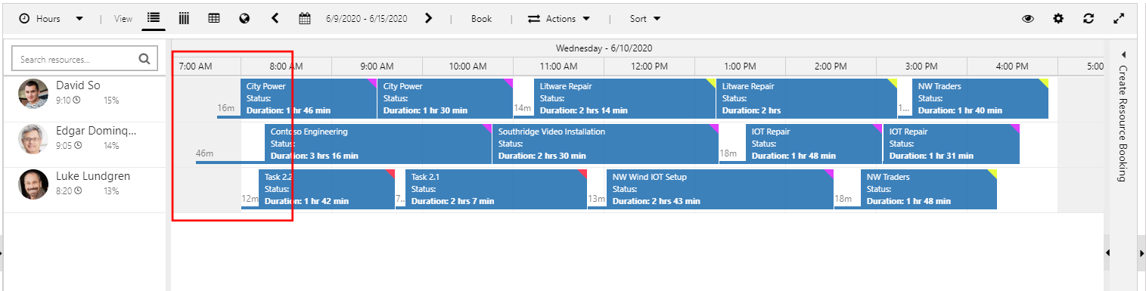 Hours | View 6/9/2020 - 6/15/2020 | Book | Actions Sort |
Search resources...
Wednesday - 6/10/2020
7:00 AM 8:00 AM 9:00 AM 10:00 AM 11:00 AM 12:00 PM 1:00 PM 2:00 PM 3:00 PM 4:00 PM 5:00
David So
9:10 15%
16m
City Power
Status:
Duration: 1 hr 46 min
City Power
Status:
Duration: 1 hr 30 min
14m
Litware Repair
Status:
Duration: 2 hrs 14 min
Litware Repair
Status:
Duration: 2 hrs
1...
NW Traders
Status:
Duration: 1 hr 40 min
Edgar Dominq...
9:05 14%
46m
Contoso Engineering
Status:
Duration: 3 hrs 16 min
Southridge Video Installation
Status:
Duration: 2 hrs 30 min
18m
IOT Repair
Status:
Duration: 1 hr 48 min
IOT Repair
Status:
Duration: 1 hr 31 min
Luke Lundgren
8:20 13%
12m
Task 2.2
Status:
Duration: 1 hr 42 min
7...
Task 2.1
Status:
Duration: 2 hrs 7 min
13m
NW Wind IOT Setup
Status:
Duration: 2 hrs 43 min
18m
NW Traders
Status:
Duration: 1 hr 48 min
Create Resource Booking